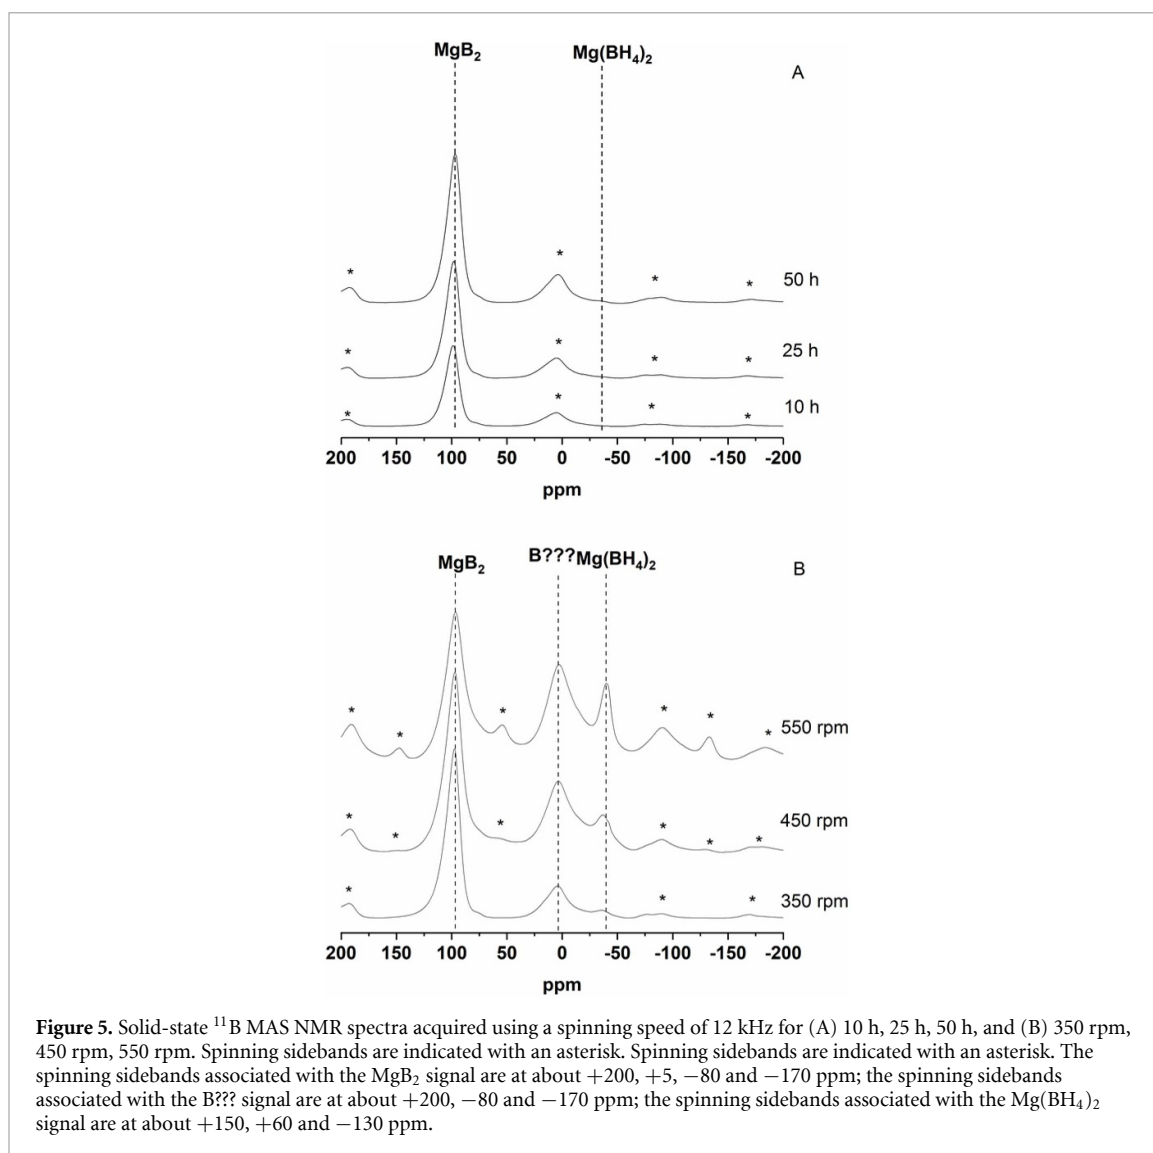 MgB₂ Mg(BH₄)₂
A
* * * * 50 h
* * * * 25 h
* * * * 10 h
200 150 100 50 0 -50 -100 -150 -200
ppm
MgB₂ B??? Mg(BH₄)₂
B
* * * * * * 550 rpm
* * * * * * 450 rpm
* * * 350 rpm
200 150 100 50 0 -50 -100 -150 -200
ppm
Figure 5. Solid-state ¹¹B MAS NMR spectra acquired using a spinning speed of 12 kHz for (A) 10 h, 25 h, 50 h, and (B) 350 rpm,
450 rpm, 550 rpm. Spinning sidebands are indicated with an asterisk. Spinning sidebands are indicated with an asterisk. The
spinning sidebands associated with the MgB₂ signal are at about +200, +5, −80 and −170 ppm; the spinning sidebands
associated with the B??? signal are at about +200, −80 and −170 ppm; the spinning sidebands associated with the Mg(BH₄)₂
signal are at about +150, +60 and −130 ppm.